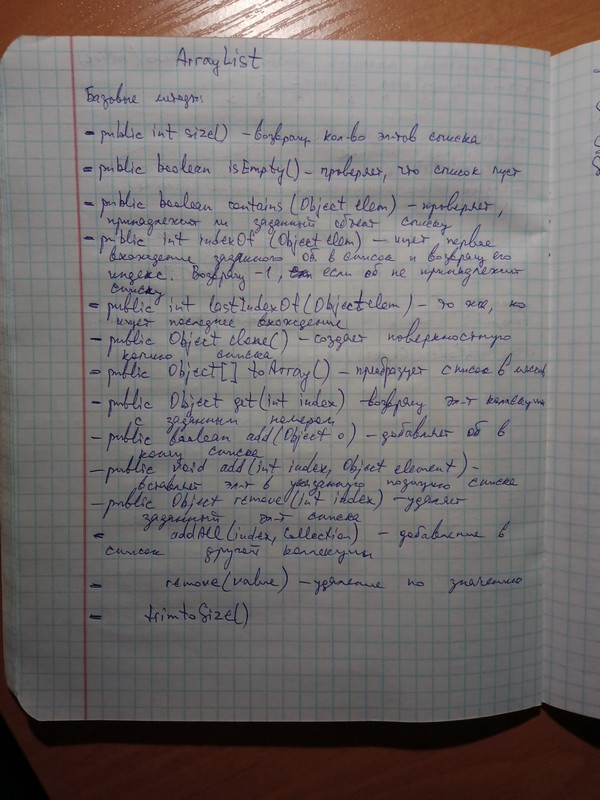 ArrayList
Базовые методы:
- public int size() - возвращ. кол-во эл-тов списка
- public boolean isEmpty() - проверяет, что список пуст
- public boolean contains(Object elem) - проверяет,
принадлежит ли заданный объект списку
- public int indexOf (Object elem) - ищет первое
вхождение заданного об в список и возвращ его
индекс. Возвращ -1, если об не принадлежит
списку
- public int lastIndexOf(Object elem) - то же, но
ищет последнее вхождение
- public Object clone() - создает поверхностную
копию списка
- public Object[] toArray() - преобразует список в массив
- public Object get(int index) - возвращ эл-т коллекции
с заданным номером
- public boolean add(Object o) - добавляет об в
конец списка
- public void add(int index, Object element) -
вставляет эл-т в указанную позицию списка
- public Object remove(int index) - удаляет
заданный эл-т списка
- addAll(index, Collection) - добавление в
список другой коллекции
- remove(value) - удаление по значению
- trimtoSize()